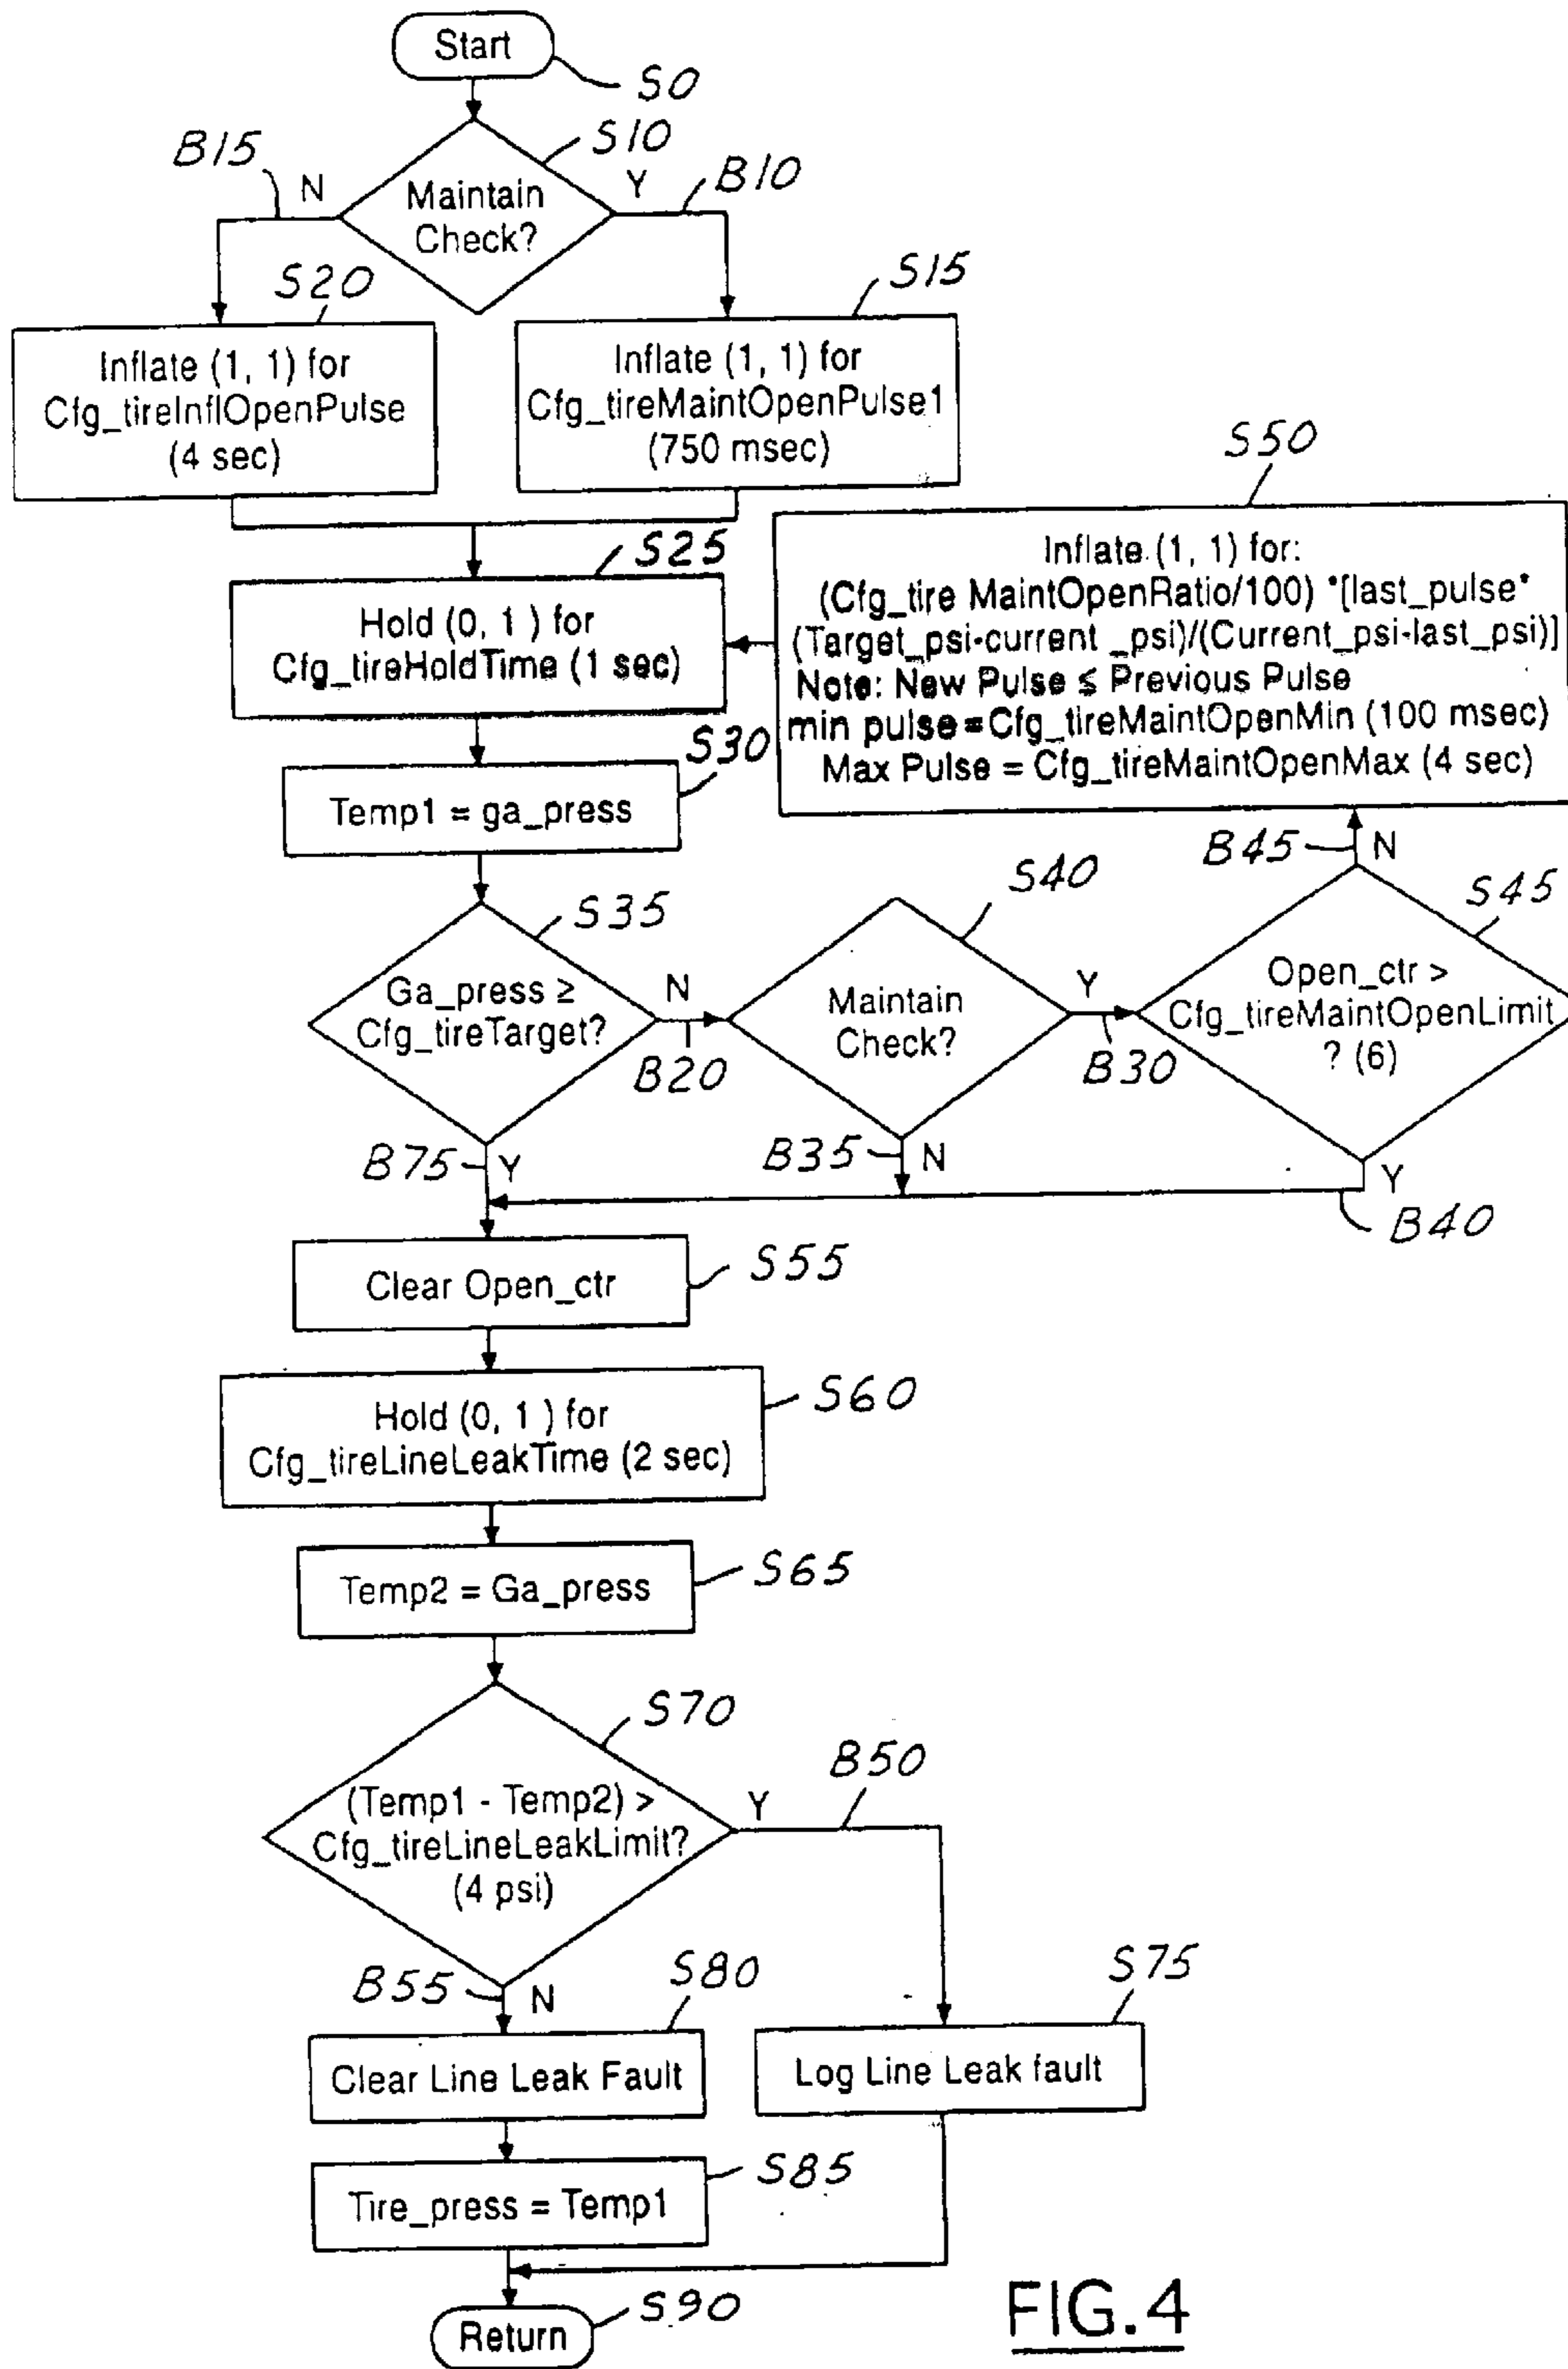 Start
S0
S10
B15
N
Maintain
Check?
Y
B10
S20
S15
Inflate (1, 1) for
Cfg_tireInflOpenPulse
(4 sec)
Inflate (1, 1) for
Cfg_tireMaintOpenPulse1
(750 msec)
S50
Inflate (1, 1) for:
(Cfg_tire MaintOpenRatio/100) *[last_pulse*
(Target_psi-current _psi)/(Current_psi-last_psi)]
Note: New Pulse ≤ Previous Pulse
min pulse = Cfg_tireMaintOpenMin (100 msec)
Max Pulse = Cfg_tireMaintOpenMax (4 sec)
S25
Hold (0, 1 ) for
Cfg_tireHoldTime (1 sec)
S30
Temp1 = ga_press
S35
Ga_press ≥
Cfg_tireTarget?
N
B20
S40
Maintain
Check?
Y
B30
B45
N
S45
Open_ctr >
Cfg_tireMaintOpenLimit
? (6)
B75
Y
B35
N
Y
B40
Clear Open_ctr
S55
Hold (0, 1 ) for
Cfg_tireLineLeakTime (2 sec)
S60
Temp2 = Ga_press
S65
S70
(Temp1 - Temp2) >
Cfg_tireLineLeakLimit?
(4 psi)
Y
B50
B55
N
S80
Clear Line Leak Fault
S75
Log Line Leak fault
S85
Tire_press = Temp1
S90
Return
FIG.4